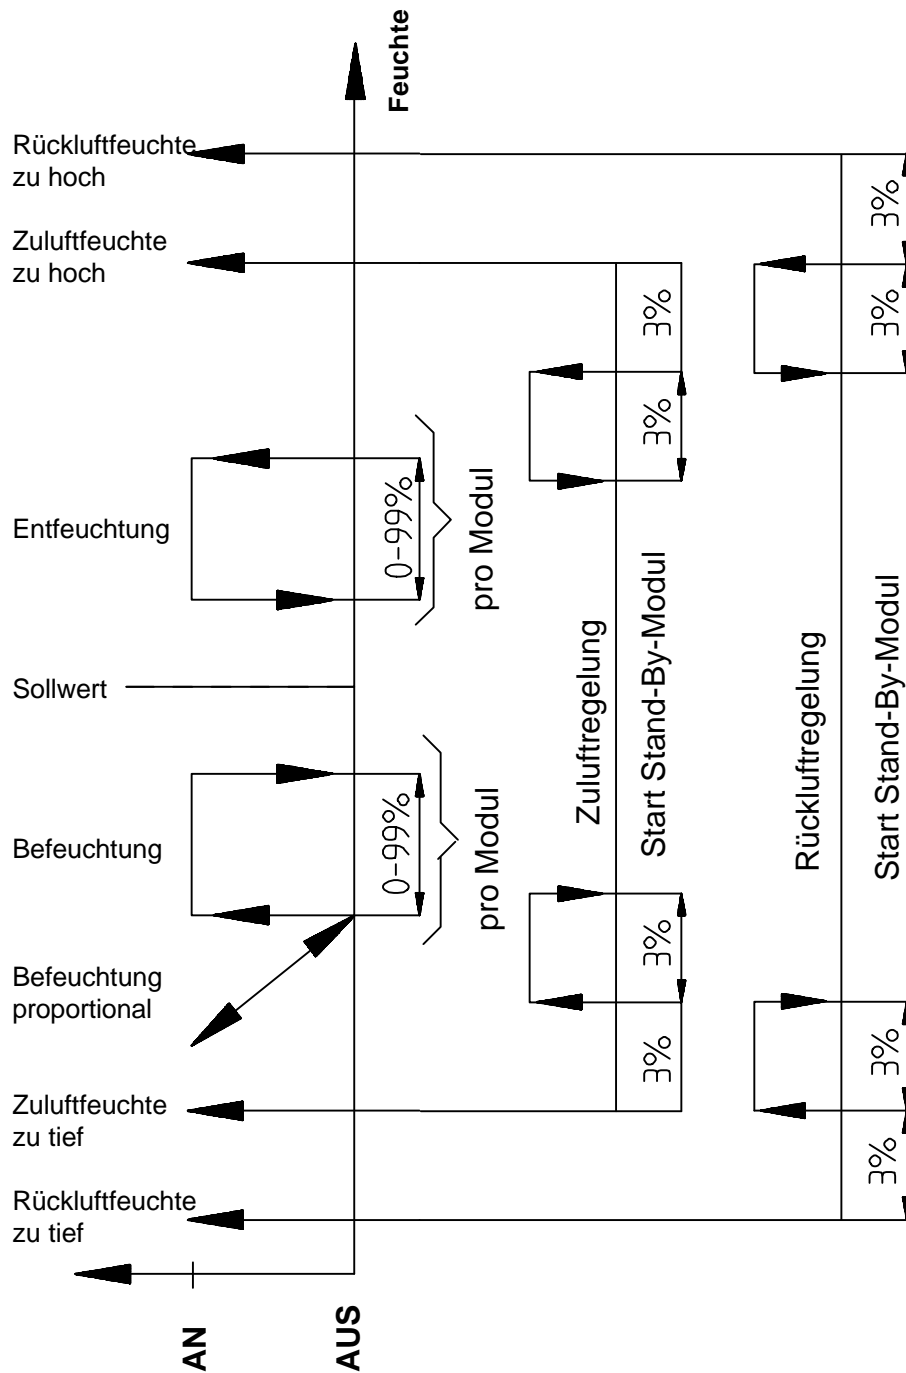 Feuchte
Rückluftfeuchte
zu hoch
Zuluftfeuchte
zu hoch
3%
3%
3%
3%
Entfeuchtung
0-99%
pro Modul
Zuluftregelung
Start Stand-By-Modul
Rückluftregelung
Start Stand-By-Modul
Sollwert
Befeuchtung
0-99%
pro Modul
Befeuchtung
proportional
3%
3%
3%
3%
Zuluftfeuchte
zu tief
Rückluftfeuchte
zu tief
AN
AUS